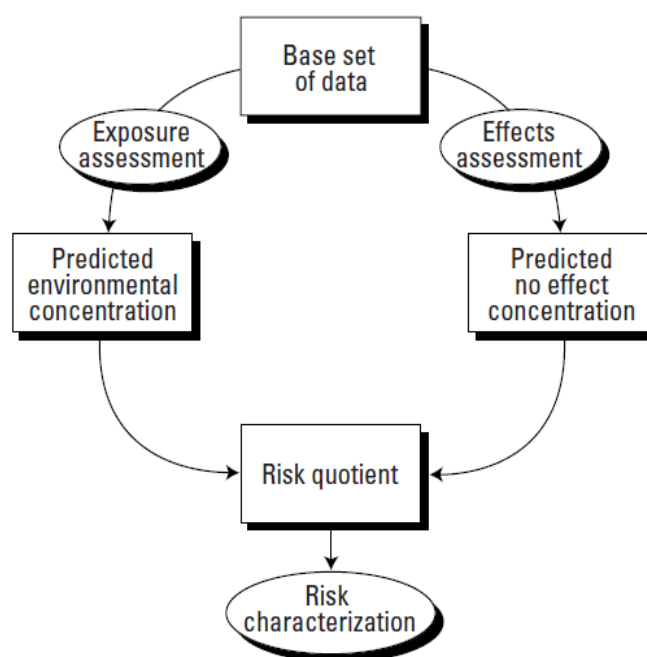 Base set
of data
Exposure
assessment
Effects
assessment
Predicted
environmental
concentration
Predicted
no effect
concentration
Risk quotient
Risk
characterization